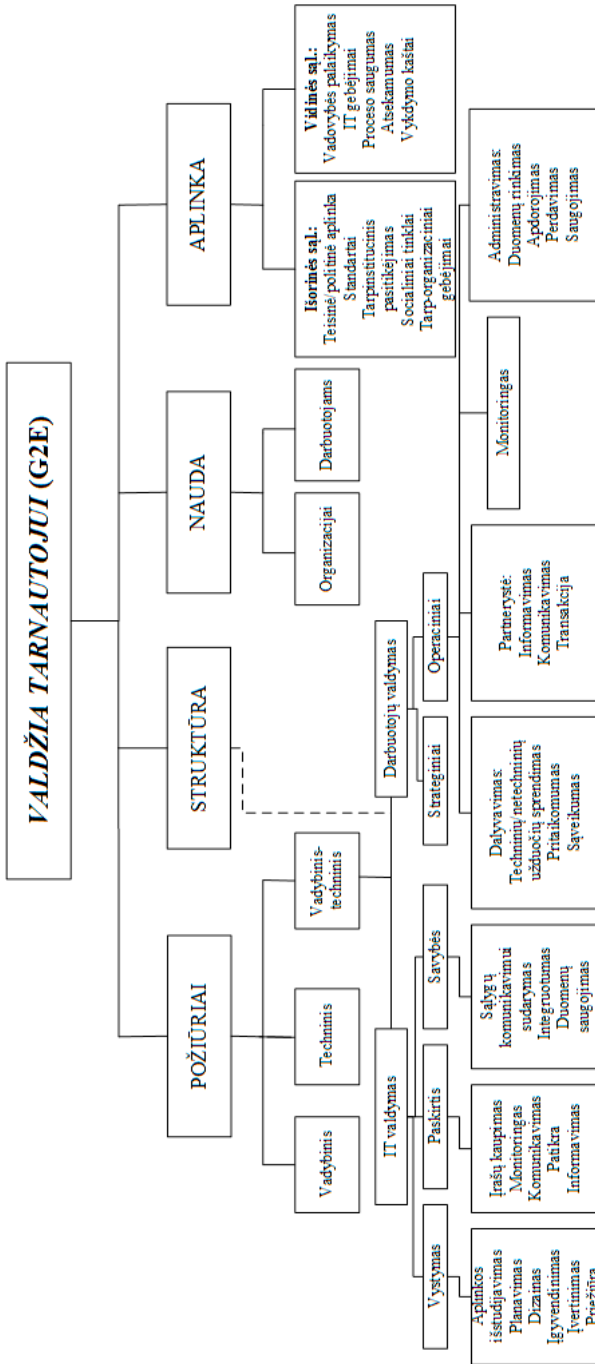 VALDŽIA TARNAUTOJUI (G2E)
POŽIŪRIAI
STRUKTŪRA
NAUDA
APLINKA
Vadybinis
Techninis
Vadybinis-
techninis
Organizacijai
Darbuotojams
Išorinės sąl.:
Teisinė/politinė aplinka
Standartai
Tarpinstitucinis
pasitikėjimas
Socialiniai tinklai
Tarp-organizaciniai
gebėjimai
Vidinės sąl.:
Vadovybės palaikymas
IT gebėjimai
Proceso saugumas
Atsekamumas
Vykdymo kaštai
IT valdymas
Darbuotojų valdymas
Vystymas
Paskirtis
Savybės
Strateginiai
Operaciniai
Aplinkos
išstudijavimas
Planavimas
Dizainas
Įgyvendinimas
Įvertinimas
Priežiūra
Įrašų kaupimas
Monitoringas
Komunikavimas
Patikra
Informavimas
Sąlygų
komunikavimui
sudarymas
Integruotumas
Duomenų
saugojimas
Dalyvavimas:
Techninių/netechninių
užduočių sprendimas
Pritaikomumas
Sąveikumas
Partnerystė:
Informavimas
Komunikavimas
Transakcija
Monitoringas
Administravimas:
Duomenų rinkimas
Apdorojimas
Perdavimas
Saugojimas